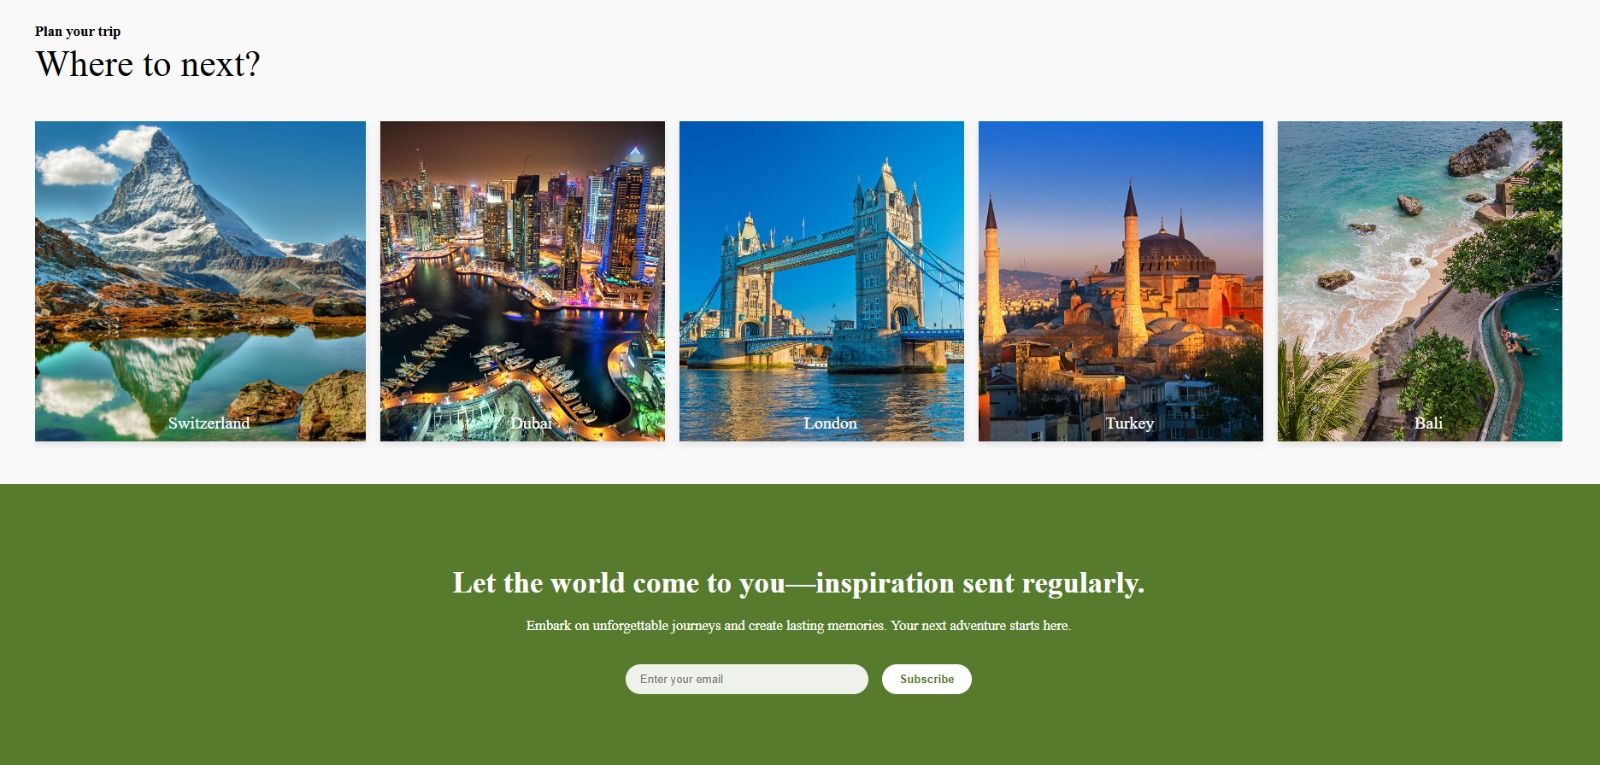 Plan your trip
Where to next?
Switzerland
Dubai
London
Turkey
Bali
Let the world come to you—inspiration sent regularly.
Embark on unforgettable journeys and create lasting memories. Your next adventure starts here.
Enter your email
Subscribe